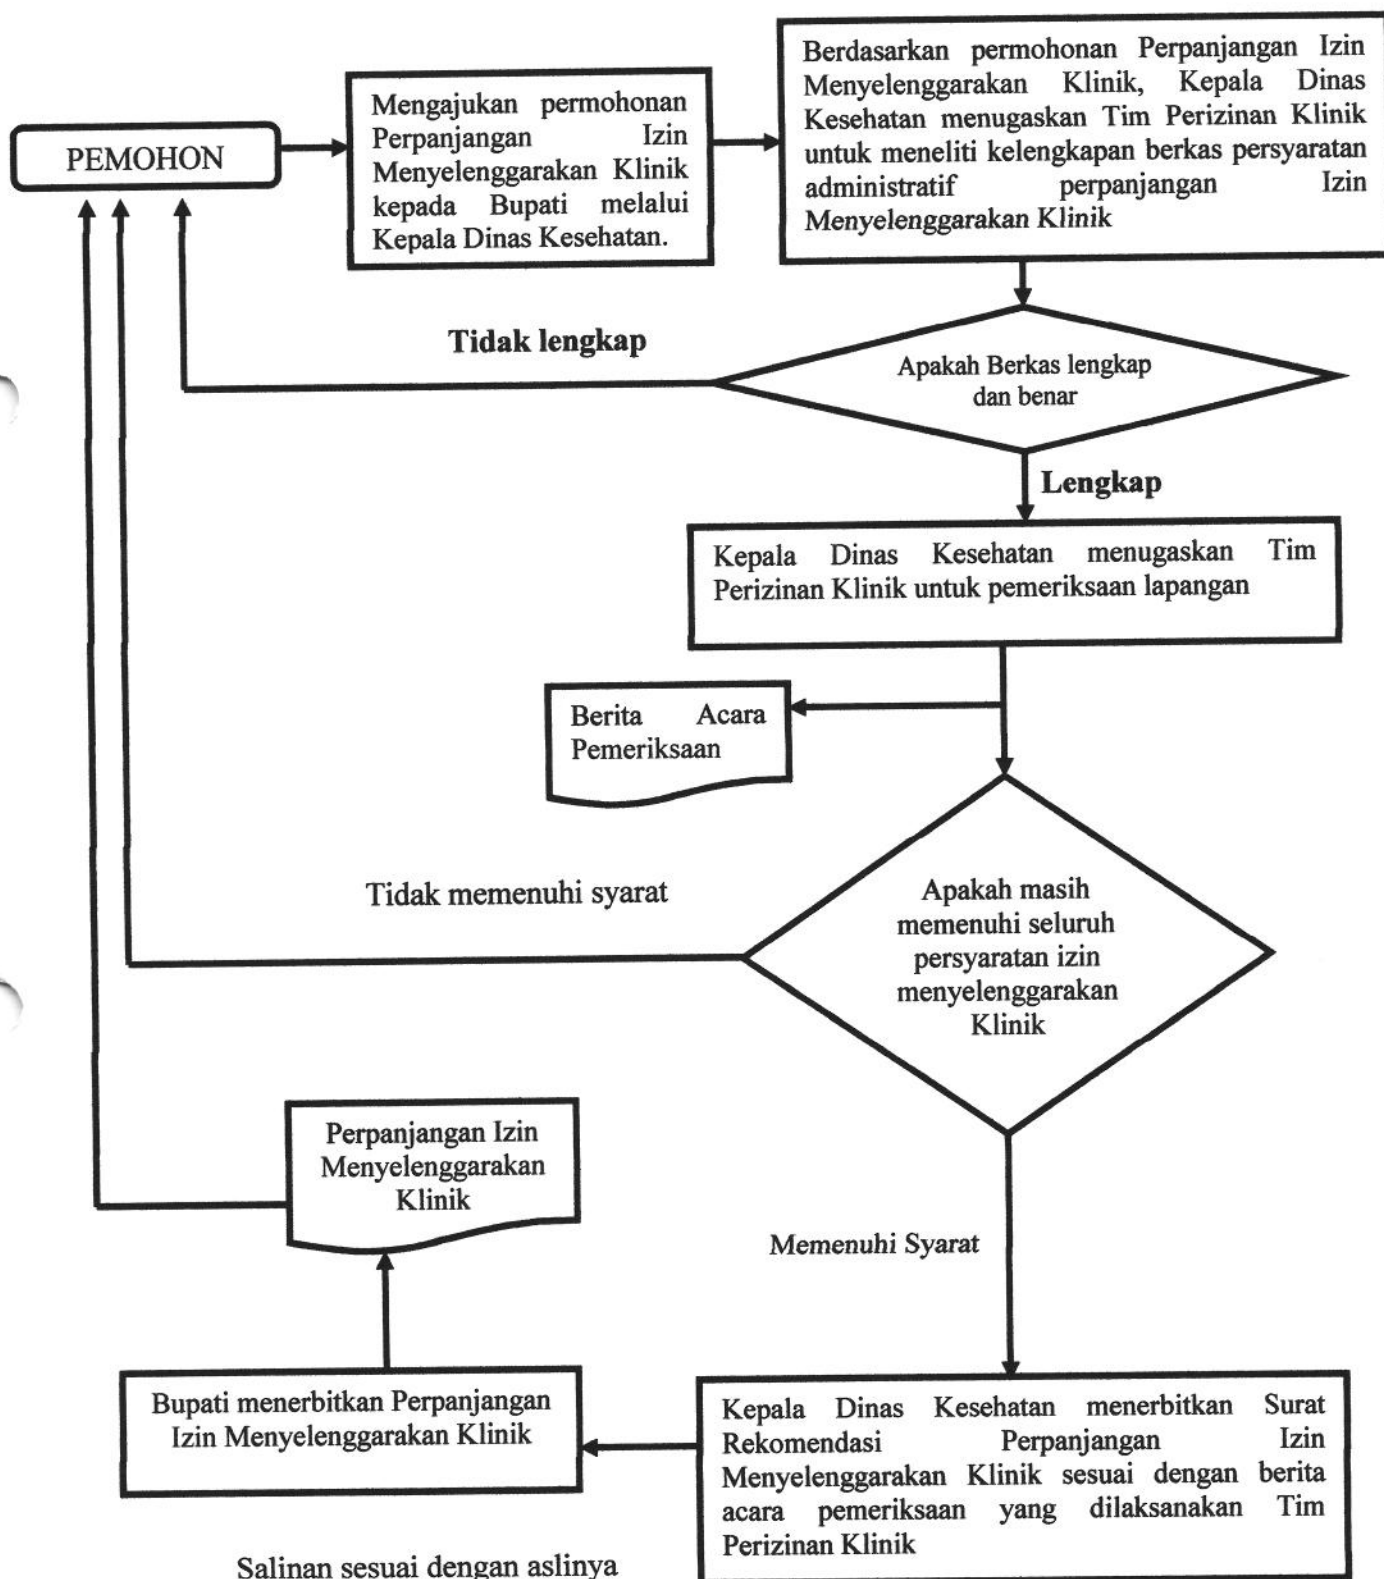 PEMOHON
Mengajukan permohonan
Perpanjangan Izin
Menyelenggarakan Klinik
kepada Bupati melalui
Kepala Dinas Kesehatan.
Berdasarkan permohonan Perpanjangan Izin
Menyelenggarakan Klinik, Kepala Dinas
Kesehatan menugaskan Tim Perizinan Klinik
untuk meneliti kelengkapan berkas persyaratan
administratif perpanjangan Izin
Menyelenggarakan Klinik
Tidak lengkap
Apakah Berkas lengkap
dan benar
Lengkap
Kepala Dinas Kesehatan menugaskan Tim
Perizinan Klinik untuk pemeriksaan lapangan
Berita Acara
Pemeriksaan
Tidak memenuhi syarat
Apakah masih
memenuhi seluruh
persyaratan izin
menyelenggarakan
Klinik
Perpanjangan Izin
Menyelenggarakan
Klinik
Memenuhi Syarat
Bupati menerbitkan Perpanjangan
Izin Menyelenggarakan Klinik
Kepala Dinas Kesehatan menerbitkan Surat
Rekomendasi Perpanjangan Izin
Menyelenggarakan Klinik sesuai dengan berita
acara pemeriksaan yang dilaksanakan Tim
Perizinan Klinik
Salinan sesuai dengan aslinya